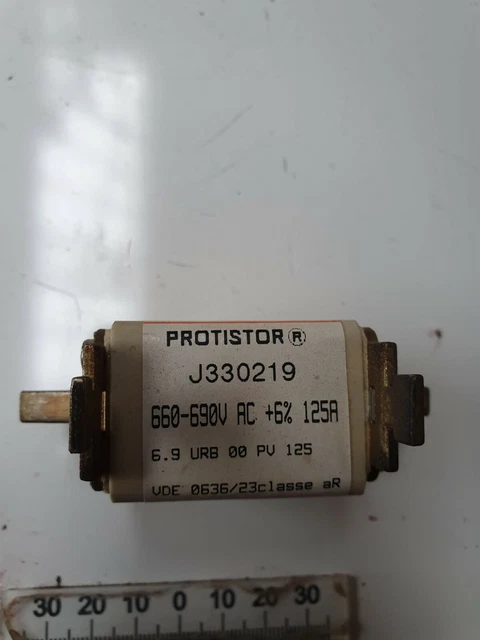 PROTISTOR®
J330219
660-690V AC +6% 125A
6.9 URB 00 PV 125
VDE 0636/23classe aR
30 20 10 0 10 20 30